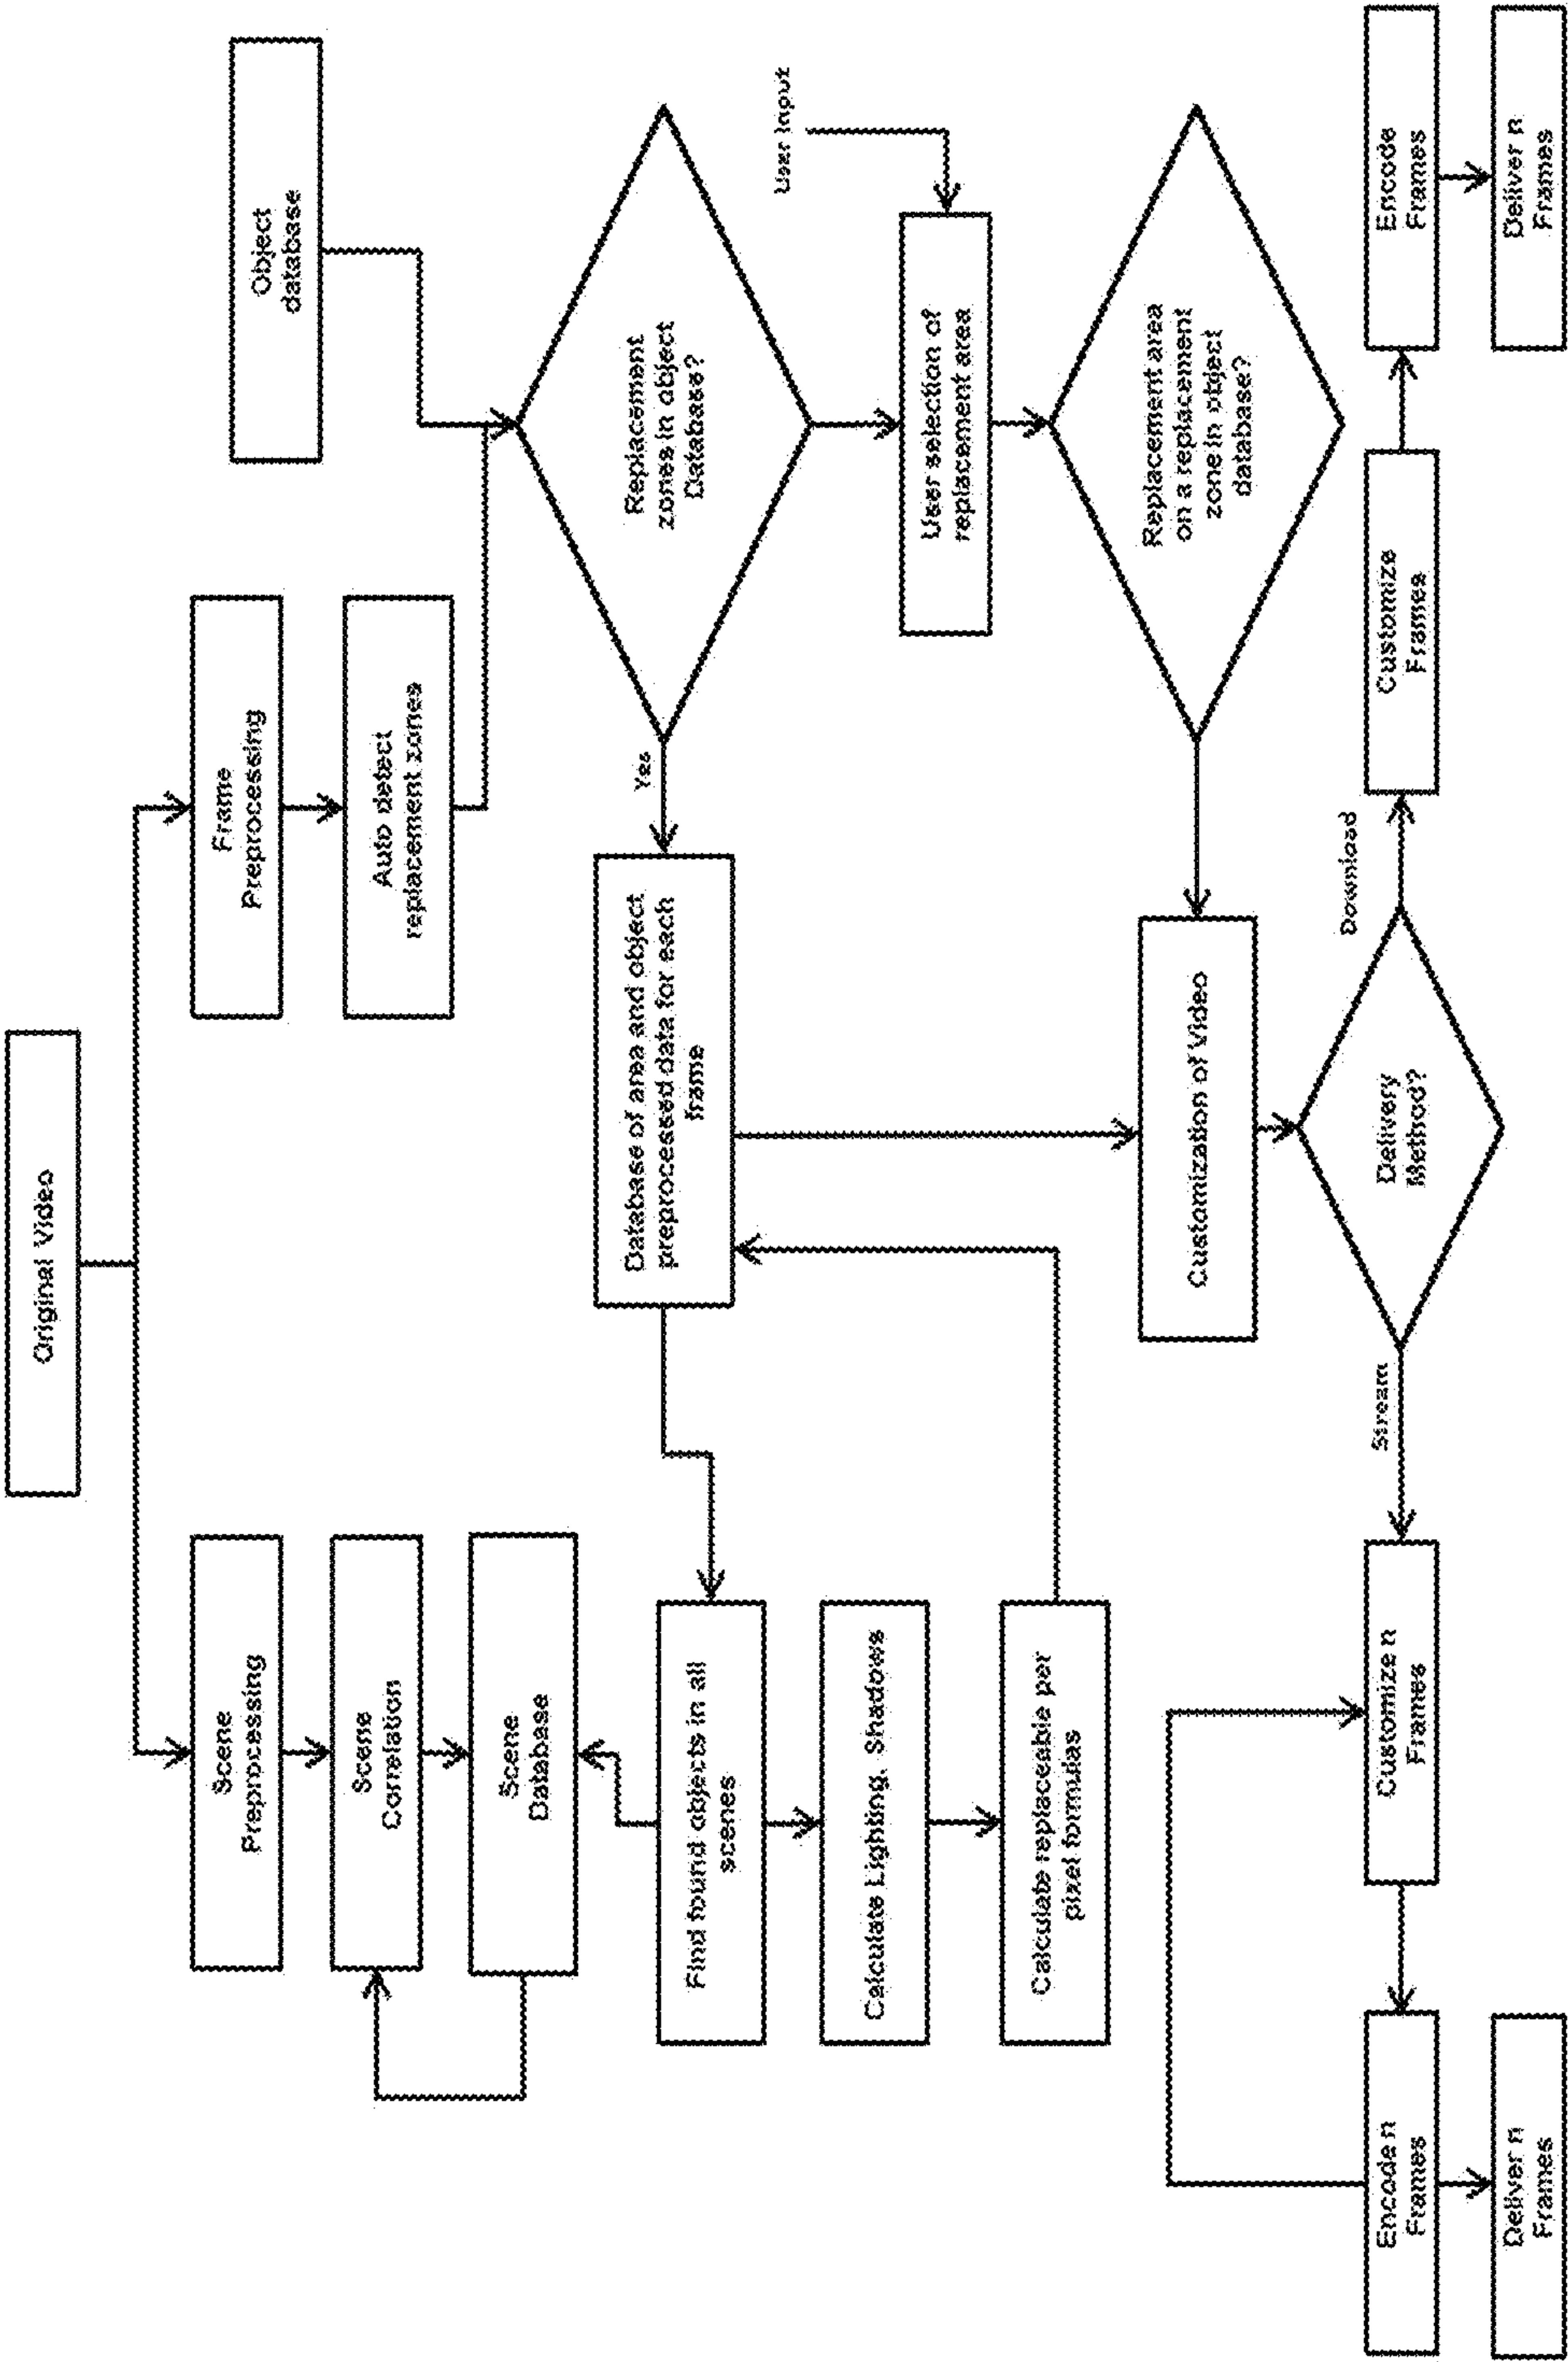 Original Video
Scene
Preprocessing
Frame
Preprocessing
Object
database
Scene
Correlation
Auto detect
replacement zones
Scene
Database
Replacement
zones in object
Database?
Yes
Database of area and object
preprocessed data for each
frame
Find found objects in all
scenes
User Input
Calculate Lighting, Shadows
User selection of
replacement area
Calculate replaceable per
pixel formulas
Replacement area
on a replacement
zone in object
database?
Customization of Video
Delivery
Method?
Stream
Download
Encode n
Frames
Customize n
Frames
Customize
Frames
Encode
Frames
Deliver n
Frames
Deliver n
Frames